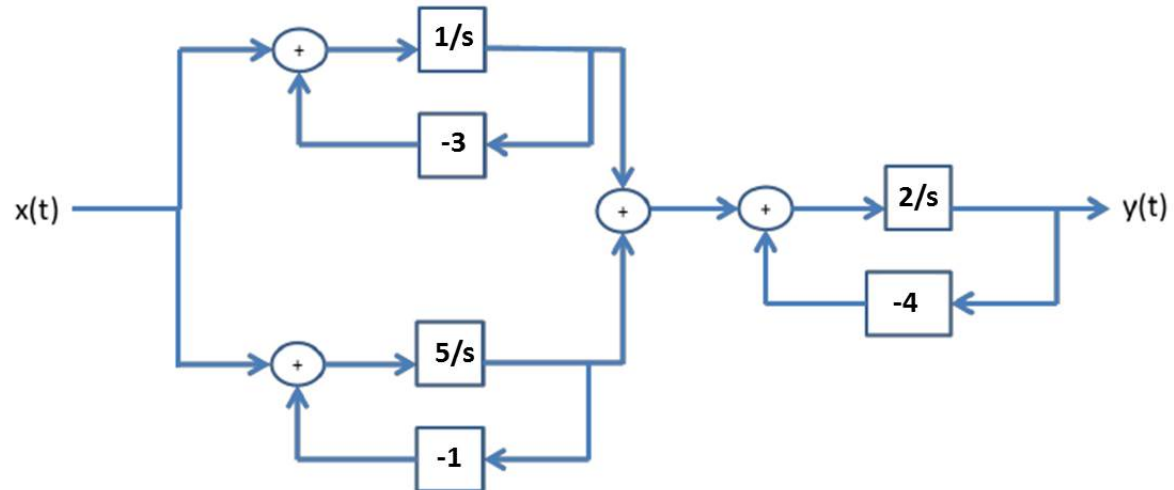 1/s
+
-3
x(t)
+
+
2/s
y(t)
-4
5/s
+
-1